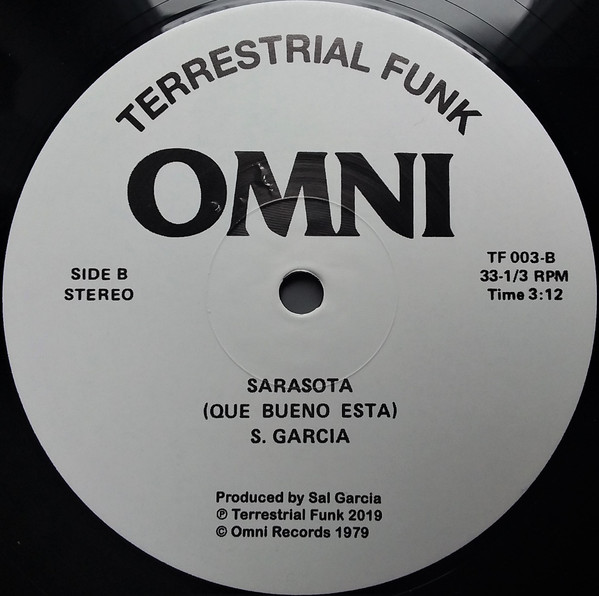 TERRESTRIAL FUNK
OMNI
SIDE B
STEREO
TF 003-B
33-1/3 RPM
Time 3:12
SARASOTA
(QUE BUENO ESTA)
S. GARCIA
Produced by Sal Garcia
℗ Terrestrial Funk 2019
© Omni Records 1979